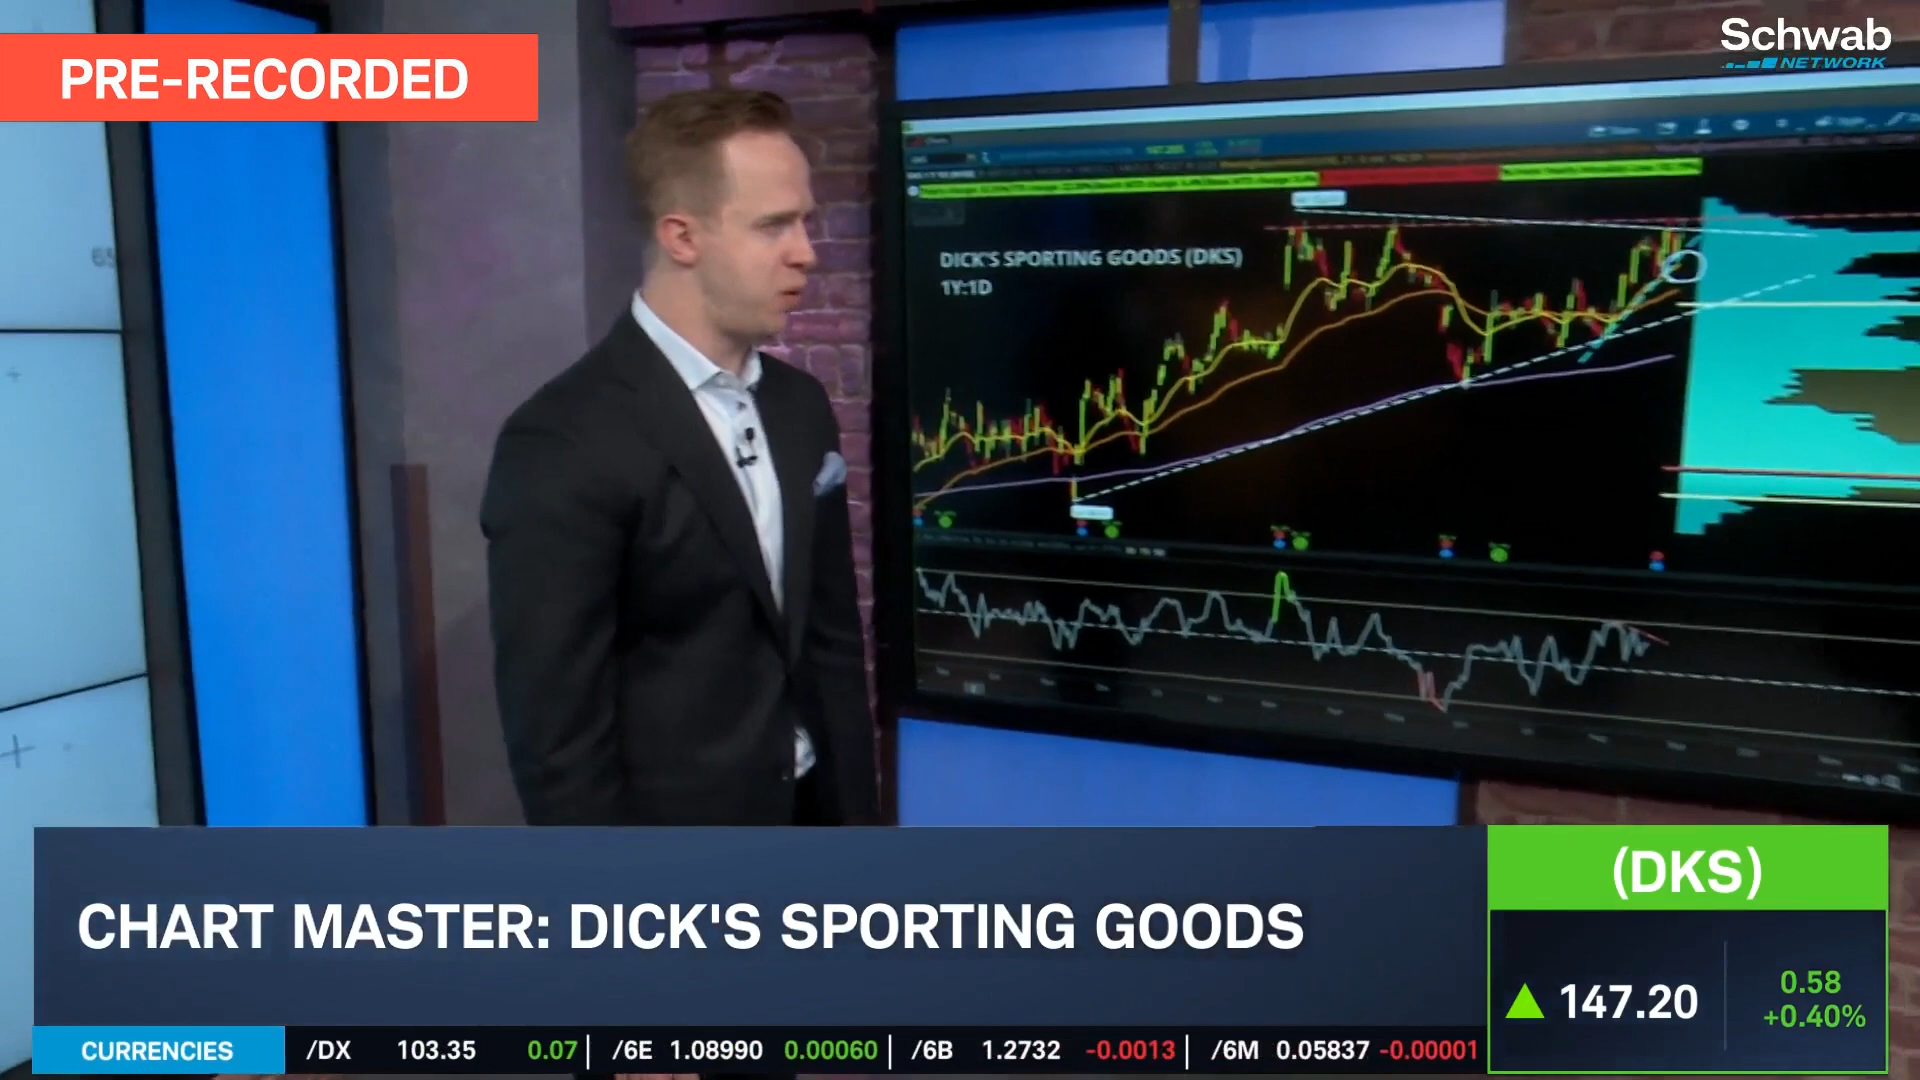 PRE-RECORDED
Schwab
NETWORK
DICK'S SPORTING GOODS (DKS)
1Y:1D
CHART MASTER: DICK'S SPORTING GOODS
(DKS)
147.20
0.58
+0.40%
CURRENCIES
/DX 103.35 0.07 /6E 1.08990 0.00060 /6B 1.2732 -0.0013 /6M 0.05837 -0.00001